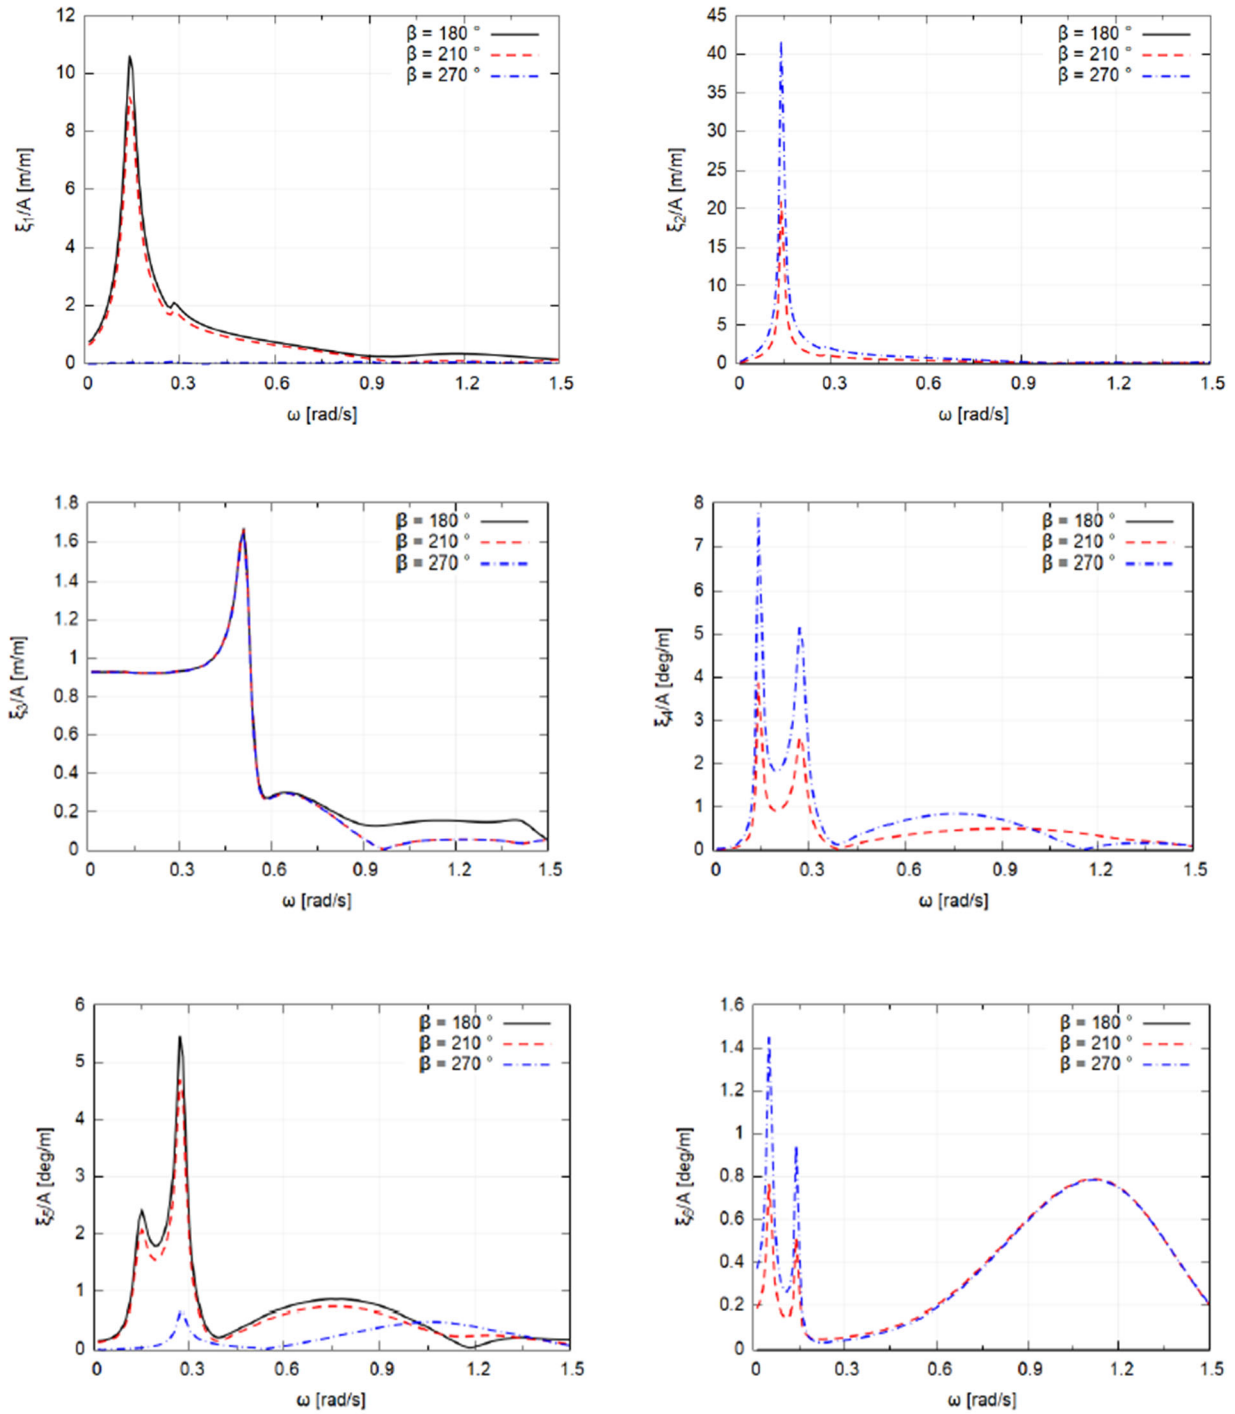 β = 180 °
β = 210 °
β = 270 °
12
10
8
6
4
2
0
ξ1/A [m/m]
0 0.3 0.6 0.9 1.2 1.5
ω [rad/s]
β = 180 °
β = 210 °
β = 270 °
45
40
35
30
25
20
15
10
5
0
ξ2/A [m/m]
0 0.3 0.6 0.9 1.2 1.5
ω [rad/s]
β = 180 °
β = 210 °
β = 270 °
1.8
1.6
1.4
1.2
1
0.8
0.6
0.4
0.2
0
ξ3/A [m/m]
0 0.3 0.6 0.9 1.2 1.5
ω [rad/s]
β = 180 °
β = 210 °
β = 270 °
8
7
6
5
4
3
2
1
0
ξ4/A [deg/m]
0 0.3 0.6 0.9 1.2 1.5
ω [rad/s]
β = 180 °
β = 210 °
β = 270 °
6
5
4
3
2
1
0
ξ5/A [deg/m]
0 0.3 0.6 0.9 1.2 1.5
ω [rad/s]
β = 180 °
β = 210 °
β = 270 °
1.6
1.4
1.2
1
0.8
0.6
0.4
0.2
0
ξ6/A [deg/m]
0 0.3 0.6 0.9 1.2 1.5
ω [rad/s]